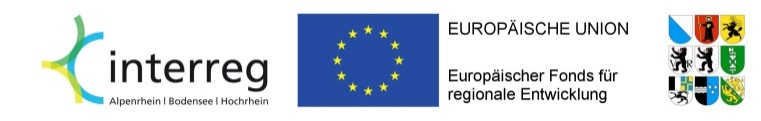 interreg
Alpenrhein | Bodensee | Hochrhein
EUROPÄISCHE UNION
Europäischer Fonds für
regionale Entwicklung